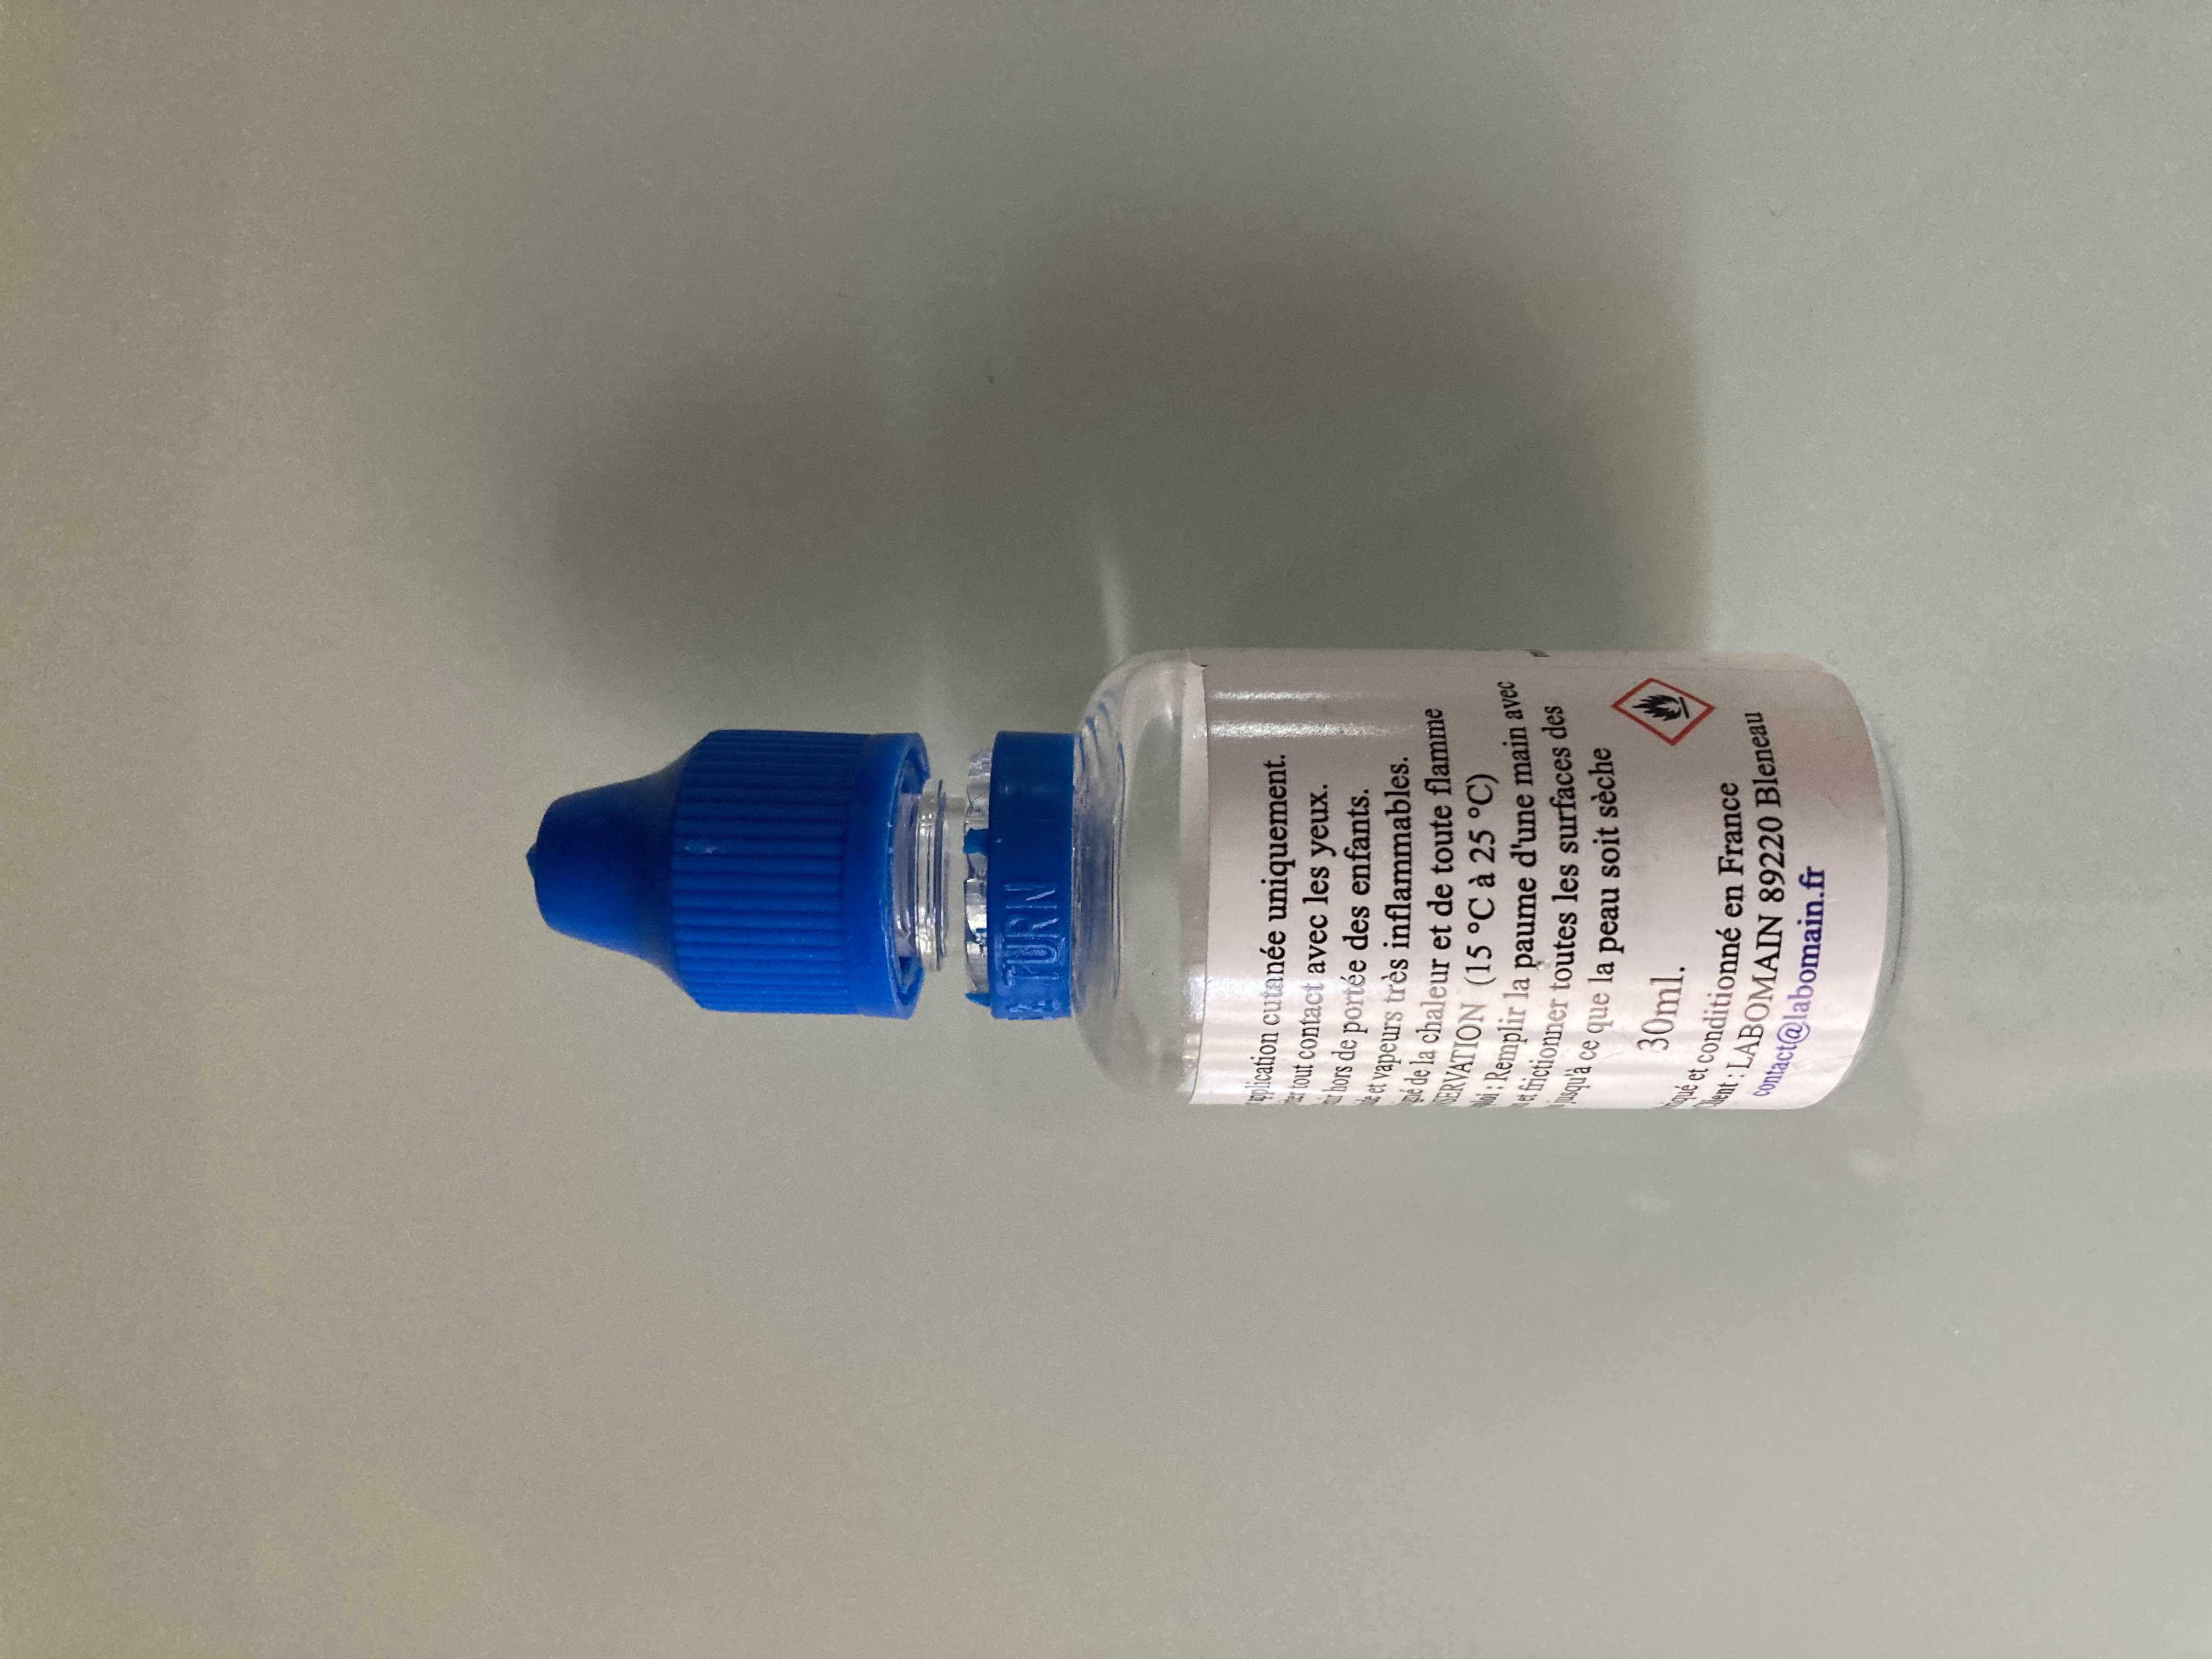 & TURN
application cutanée uniquement.
tout contact avec les yeux.
hors de portée des enfants.
et vapeurs très inflammables.
de la chaleur et de toute flamme
(15 °C à 25 °C)
: Remplir la paume d'une main avec
et frictionner toutes les surfaces des
jusqu'à ce que la peau soit sèche
30ml.
et conditionné en France
: LABOMAIN 89220 Bleneau
contact@labomain.fr